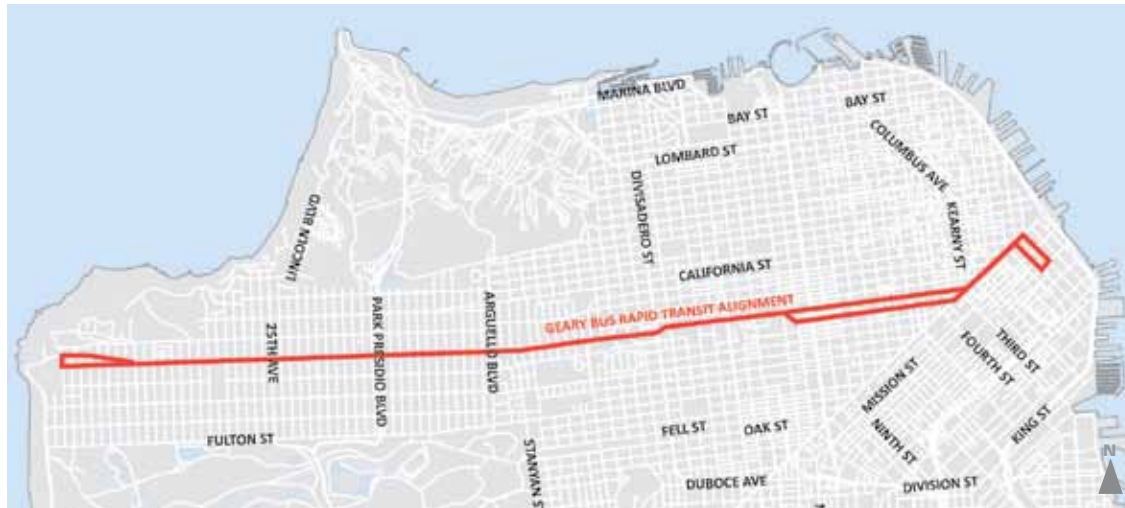 MARINA BLVD
BAY ST
BAY ST
LOMBARD ST
COLUMBUS AVE
DIVISADERO ST
LINCOLN BLVD
KEARNY ST
CALIFORNIA ST
GEARY BUS RAPID TRANSIT ALIGNMENT
25TH AVE
PARK PRESIDIO BLVD
ARGUELLO BLVD
THIRD ST
FOURTH ST
MISSION ST
KING ST
FULTON ST
FELL ST
OAK ST
NINTH ST
STANYAN ST
DUBOCE AVE
DIVISION ST
N